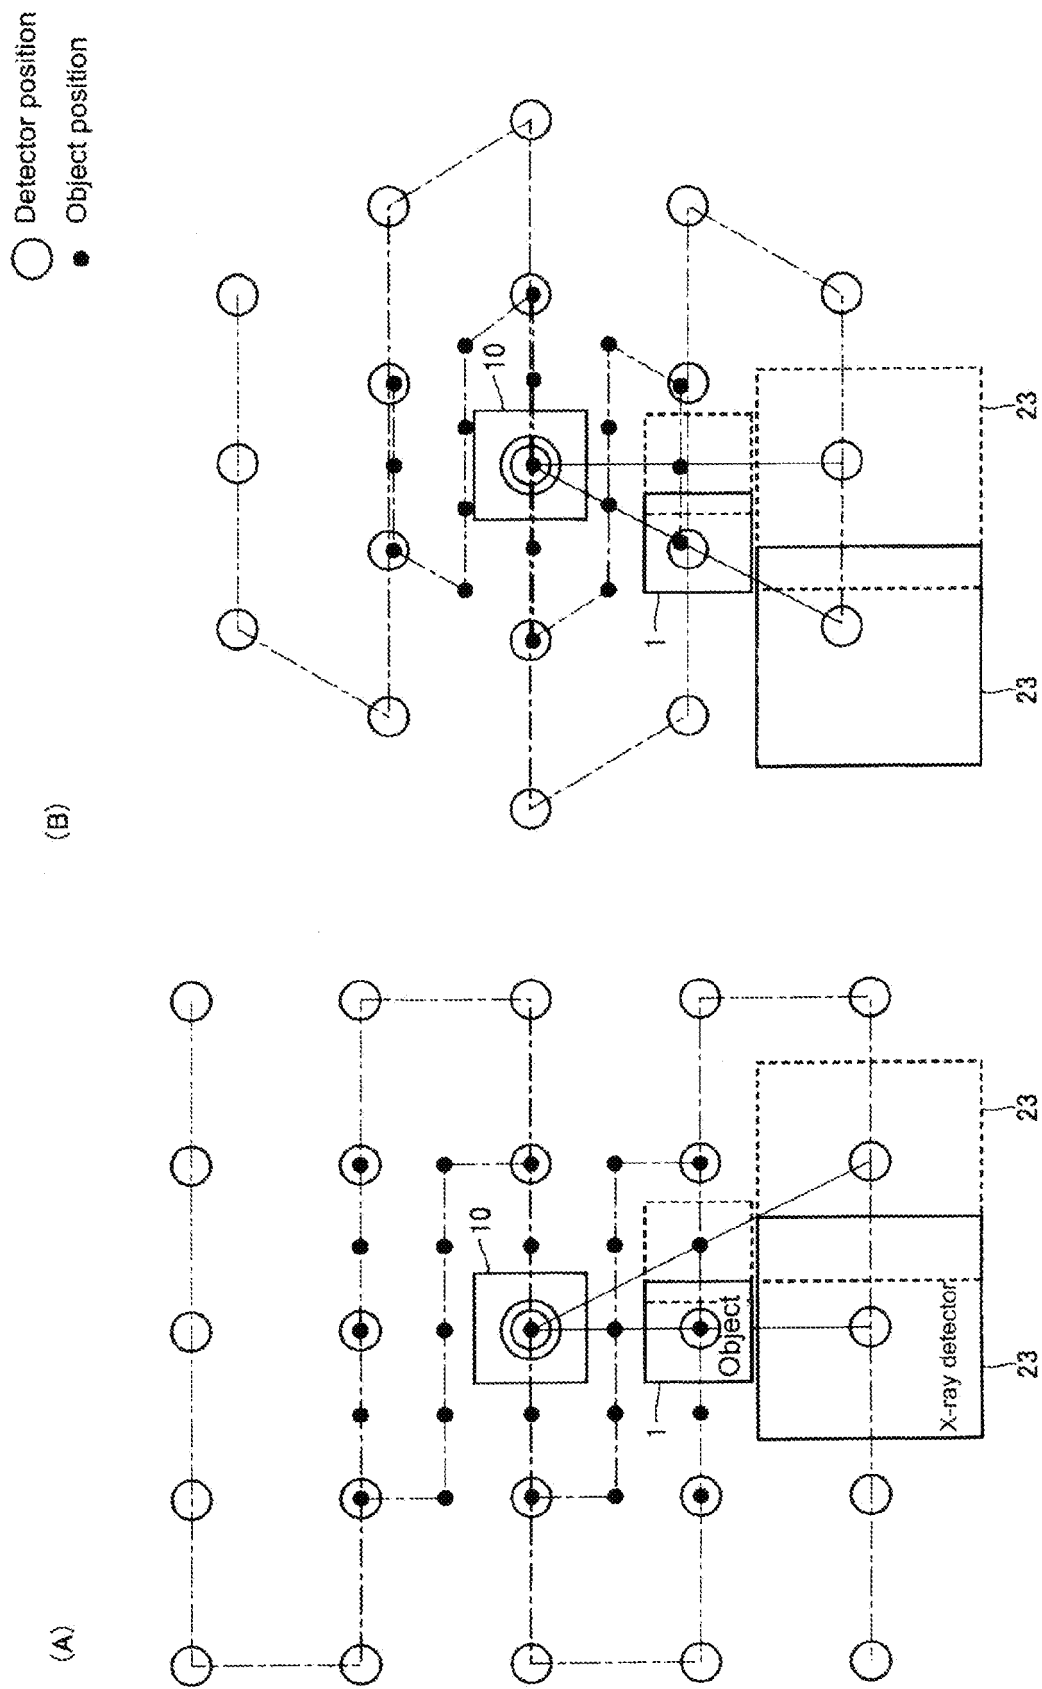 Detector position
Object position
(A)
10
1
Object
X-ray detector
23
23
(B)
10
1
23
23